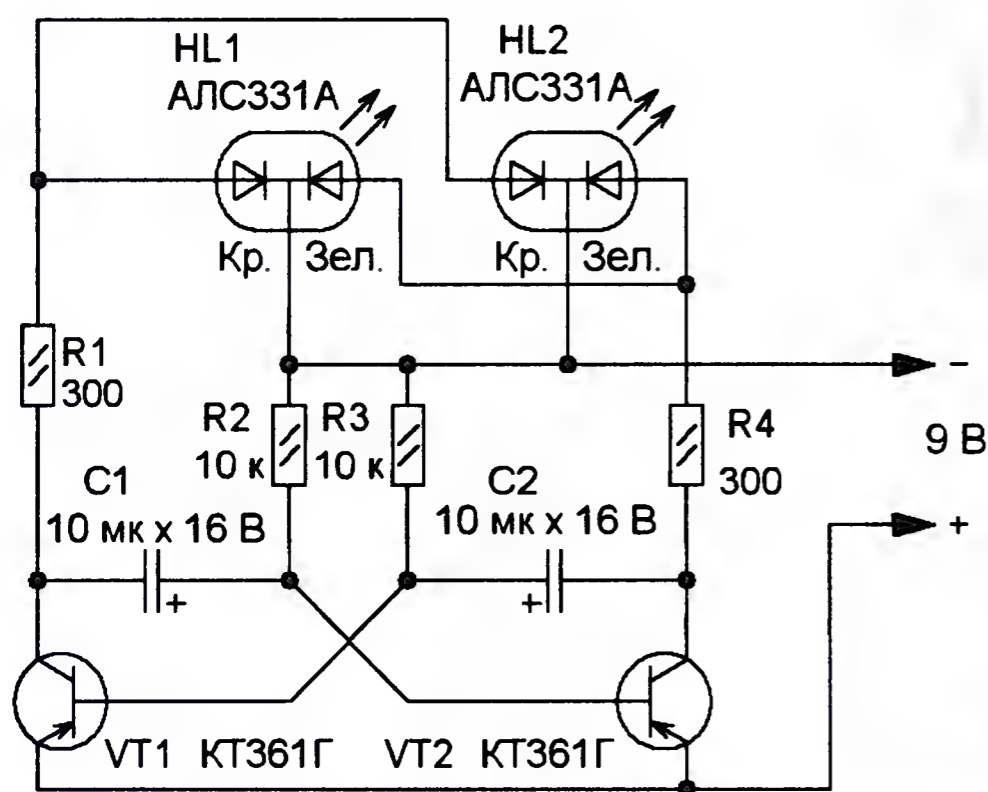 HL1
АЛС331А
HL2
АЛС331А
Кр. Зел.
Кр. Зел.
R1
300
R2
10 к
R3
10 к
R4
300
–
9 В
+
C1
10 мк х 16 В
+
C2
10 мк х 16 В
+
VT1 КТ361Г
VT2 КТ361Г